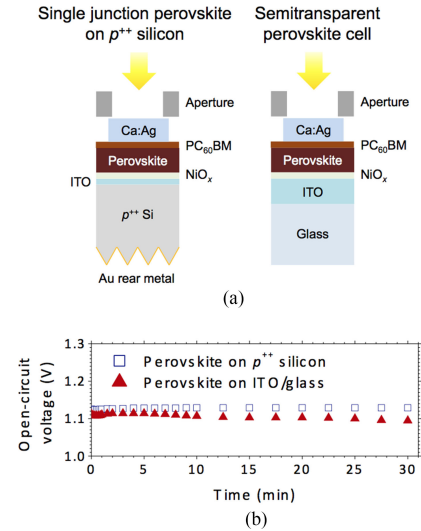 Single junction perovskite
on p⁺⁺ silicon
Semitransparent
perovskite cell
Aperture
Ca:Ag
PC₆₀BM
Perovskite
NiOₓ
ITO
p⁺⁺ Si
Au rear metal
Aperture
Ca:Ag
Perovskite
ITO
Glass
(a)
Open-circuit
voltage (V)
1.3
1.2
1.1
1.0
Perovskite on p⁺⁺ silicon
Perovskite on ITO/glass
0 5 10 15 20 25 30
Time (min)
(b)